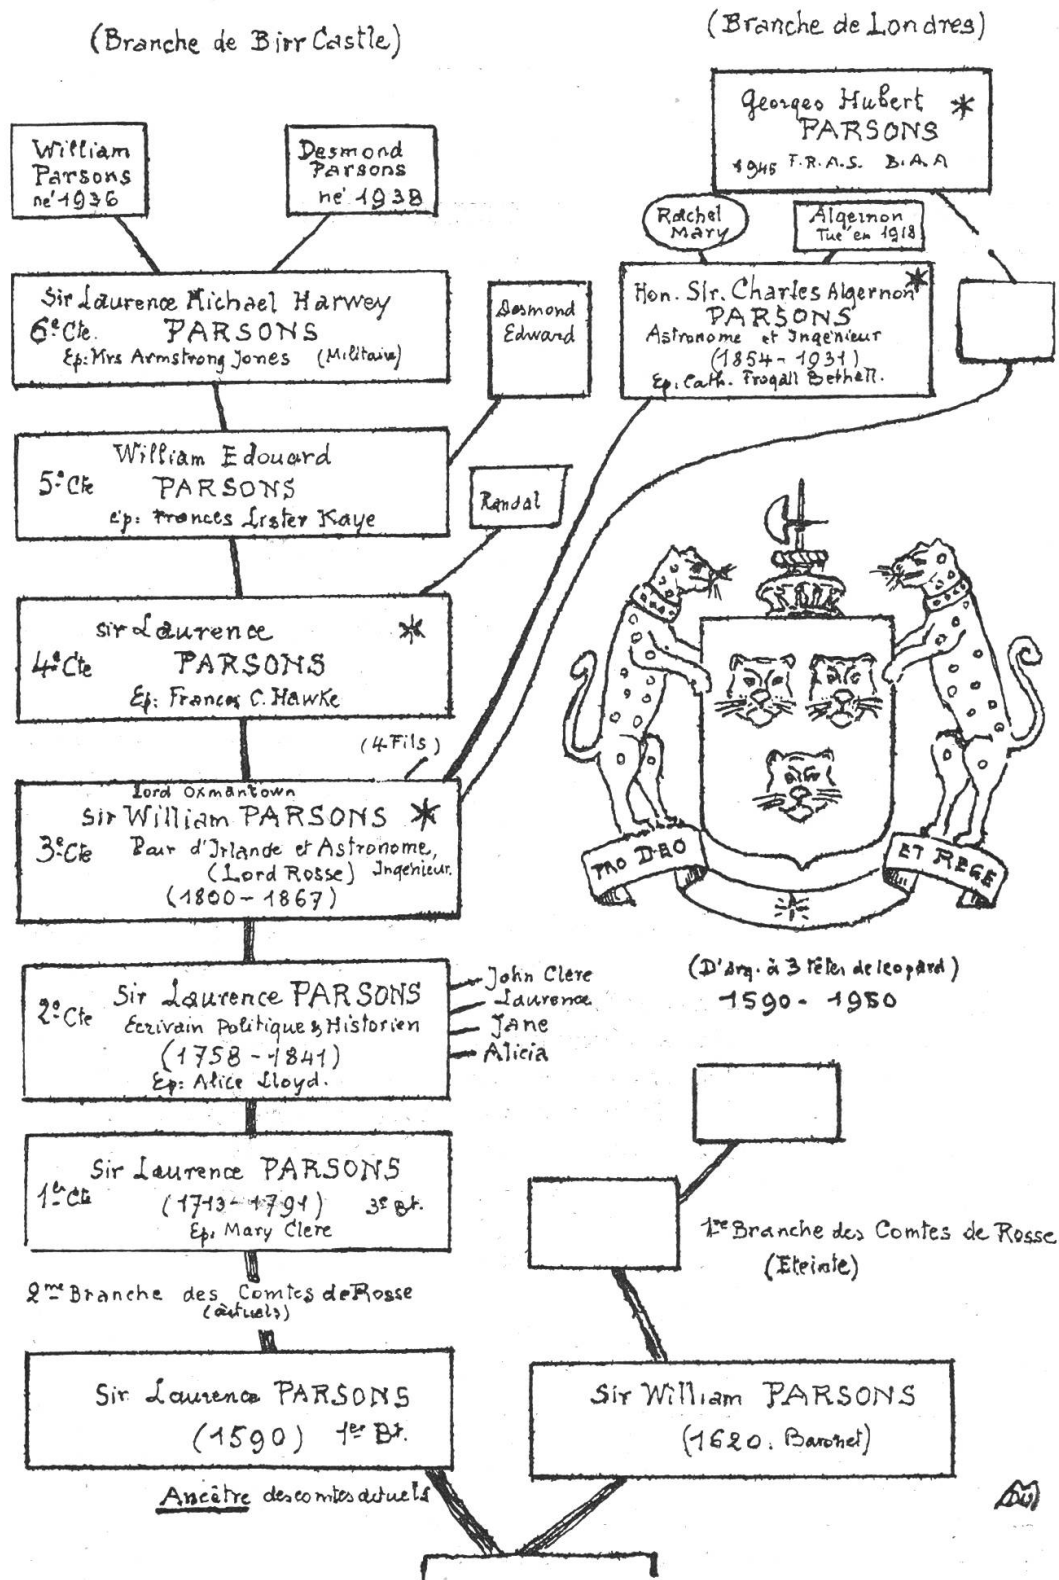 (Branche de Birr Castle)
(Branche de Londres)
Georges Hubert
PARSONS
1945 F.R.A.S. B.A.A
William
Parsons
né 1936
Desmond
Parsons
né 1938
Rachel
Mary
Algernon
Tué en 1918
Sir Laurence Michael Harwey
6e Cte. PARSONS
Ep: Mrs Armstrong Jones (Militaire)
Desmond
Edward
Hon. Sir. Charles Algernon
PARSONS
Astronome et Ingénieur
(1854-1931)
Ep. Cath. Frogall Bethell.
William Edouard
5e Cte PARSONS
ép: Frances Lister Kaye
Randal
sir Laurence
4e Cte PARSONS
Ep: Frances C. Hawke
(4 Fils)
Lord Oxmantown
Sir William PARSONS
3e Cte Pair d'Irlande et Astronome,
(Lord Rosse) Ingénieur.
(1800-1867)
PRO DEO
ET REGE
(D'arg. à 3 têtes de leopard)
1590 - 1980
Sir Laurence PARSONS
2e Cte Ecrivain Politique & Historien
(1758-1841)
Ep: Alice Lloyd.
John Clere
Laurence
Jane
Alicia
Sir Laurence PARSONS
1er Cte (1713-1791) 3e Bt.
Ep. Mary Clere
1re Branche des Comtes de Rosse
(Eteinte)
2me Branche des Comtes de Rosse
(actuels)
Sir Laurence PARSONS
(1590) 1er Bt.
Sir William PARSONS
(1620. Baronet)
Ancêtre des comtes actuels